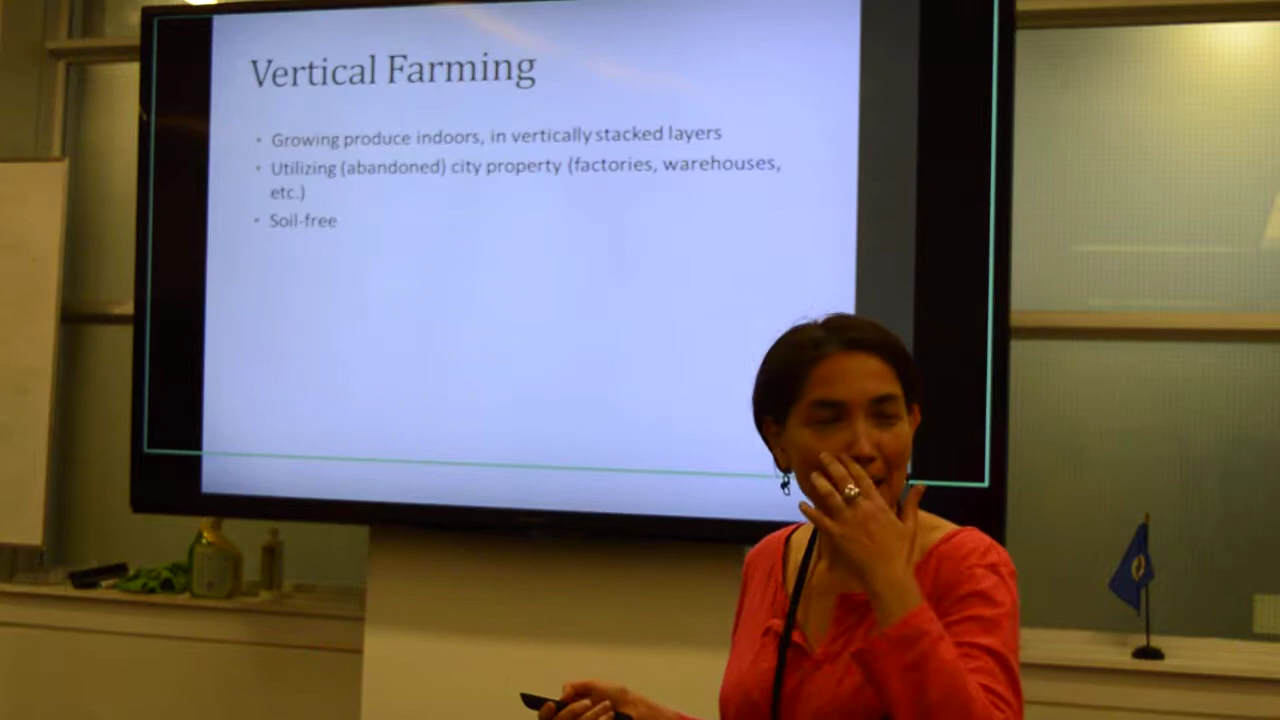 Vertical Farming
• Growing produce indoors, in vertically stacked layers
• Utilizing (abandoned) city property (factories, warehouses,
etc.)
• Soil-free